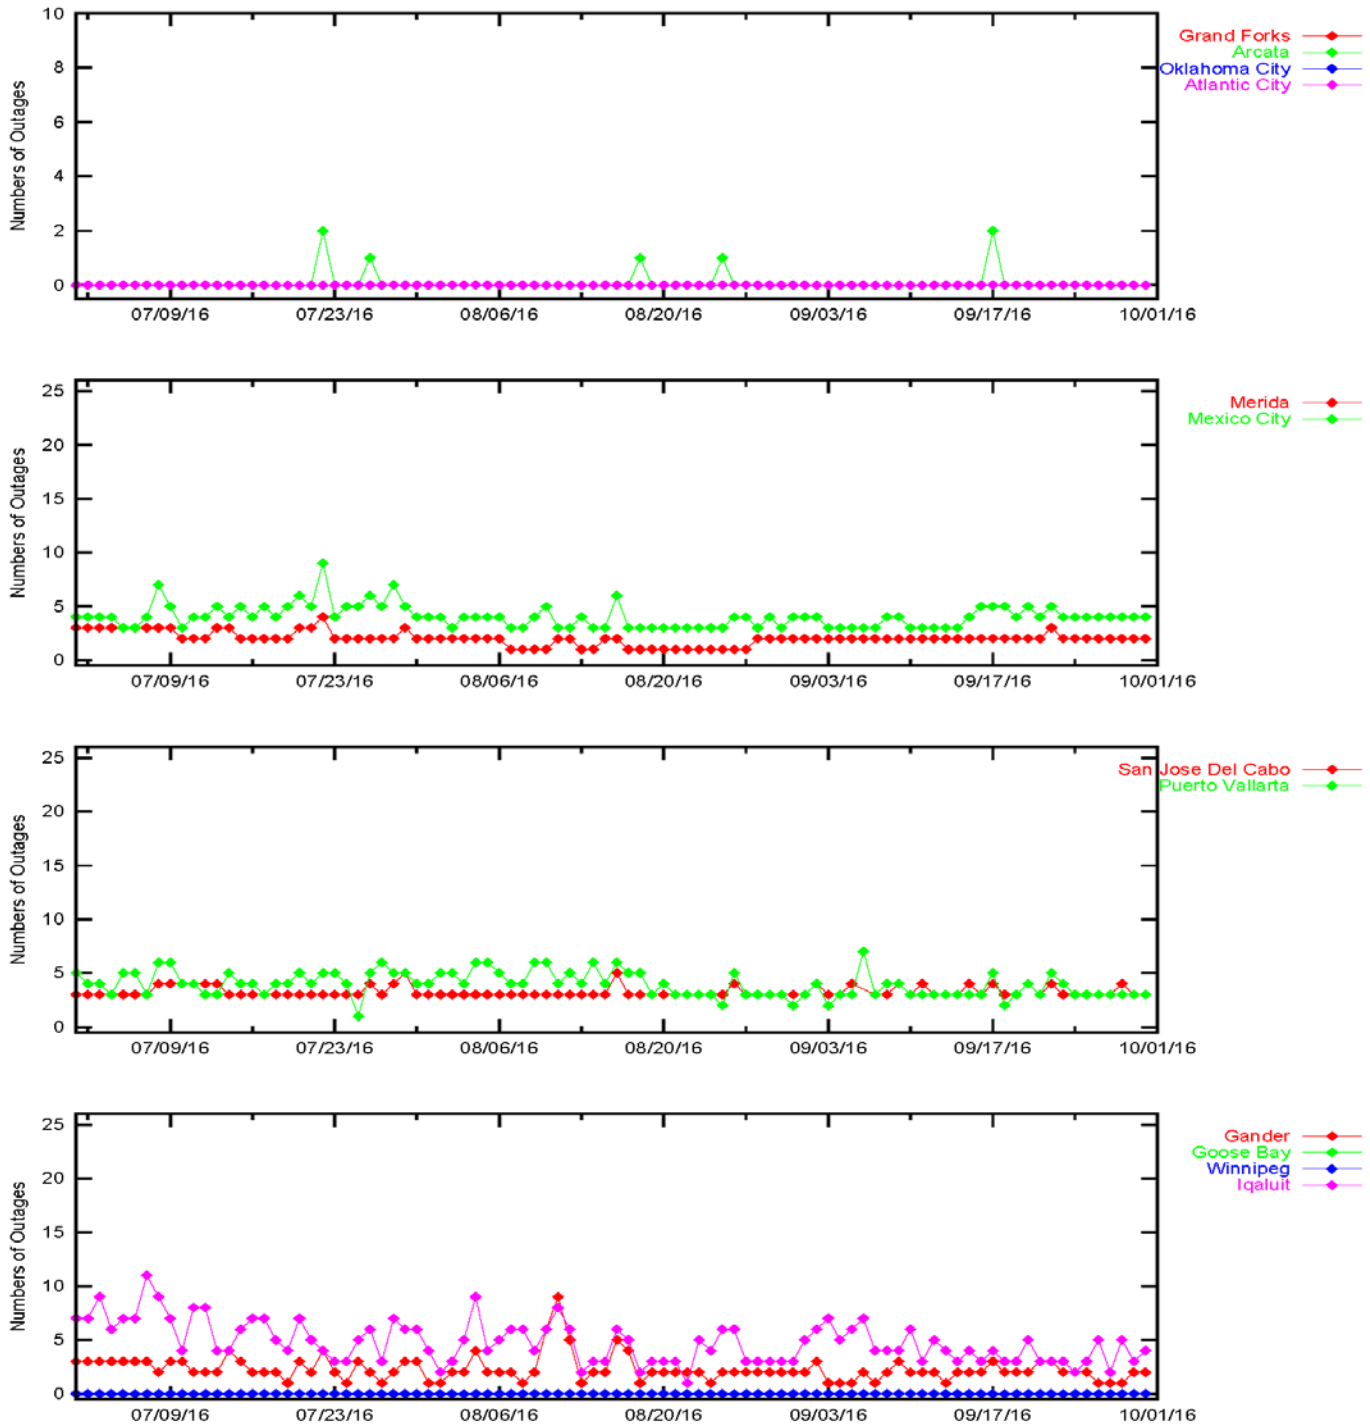 Numbers of Outages
10
8
6
4
2
0
07/09/16 07/23/16 08/06/16 08/20/16 09/03/16 09/17/16 10/01/16
Grand Forks
Arcata
Oklahoma City
Atlantic City
Numbers of Outages
25
20
15
10
5
0
07/09/16 07/23/16 08/06/16 08/20/16 09/03/16 09/17/16 10/01/16
Merida
Mexico City
Numbers of Outages
25
20
15
10
5
0
07/09/16 07/23/16 08/06/16 08/20/16 09/03/16 09/17/16 10/01/16
San Jose Del Cabo
Puerto Vallarta
Numbers of Outages
25
20
15
10
5
0
07/09/16 07/23/16 08/06/16 08/20/16 09/03/16 09/17/16 10/01/16
Gander
Goose Bay
Winnipeg
Iqaluit